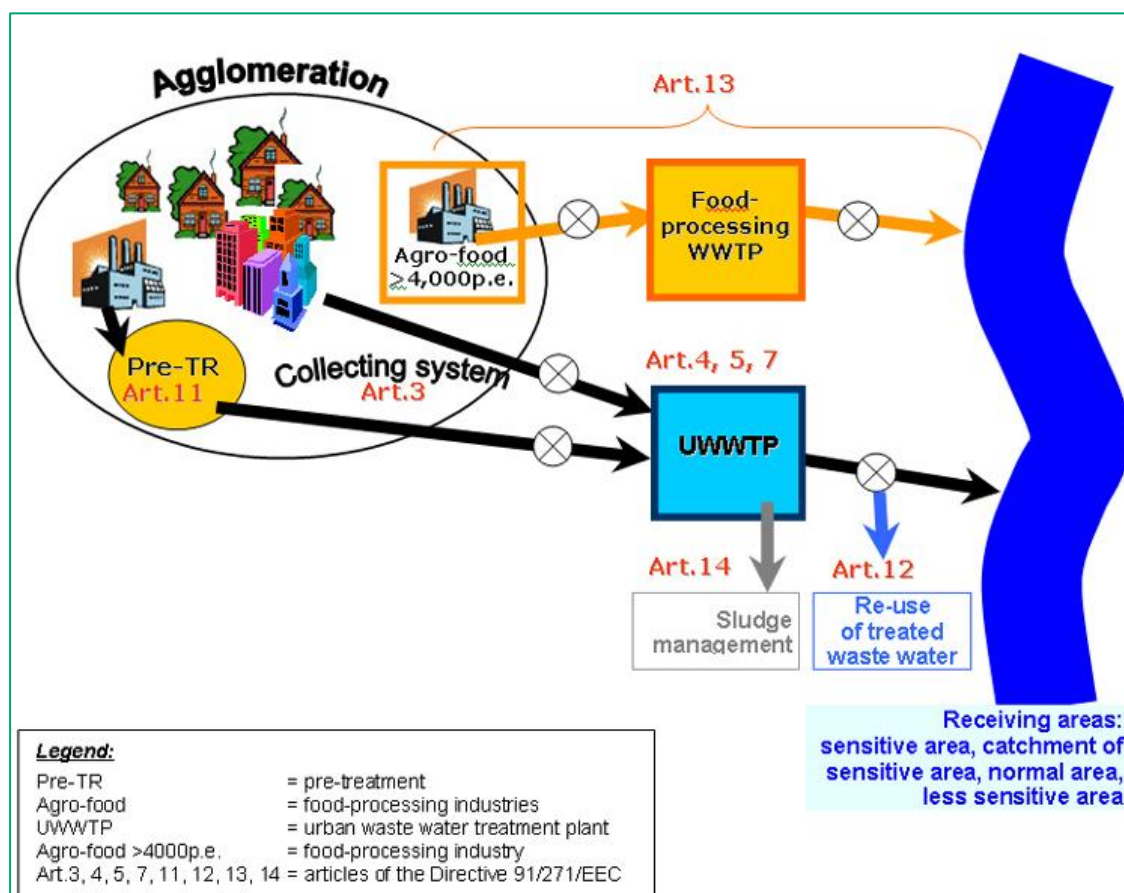 Agglomeration
Art.13
Agro-food
≥4,000p.e.
Food-
processing
WWTP
Pre-TR
Art.11
Collecting system
Art.3
Art.4, 5, 7
UWWTP
Art.14
Sludge
management
Art.12
Re-use
of treated
waste water
Receiving areas:
sensitive area, catchment of
sensitive area, normal area,
less sensitive area
Legend:
Pre-TR = pre-treatment
Agro-food = food-processing industries
UWWTP = urban waste water treatment plant
Agro-food >4000p.e. = food-processing industry
Art.3, 4, 5, 7, 11, 12, 13, 14 = articles of the Directive 91/271/EEC